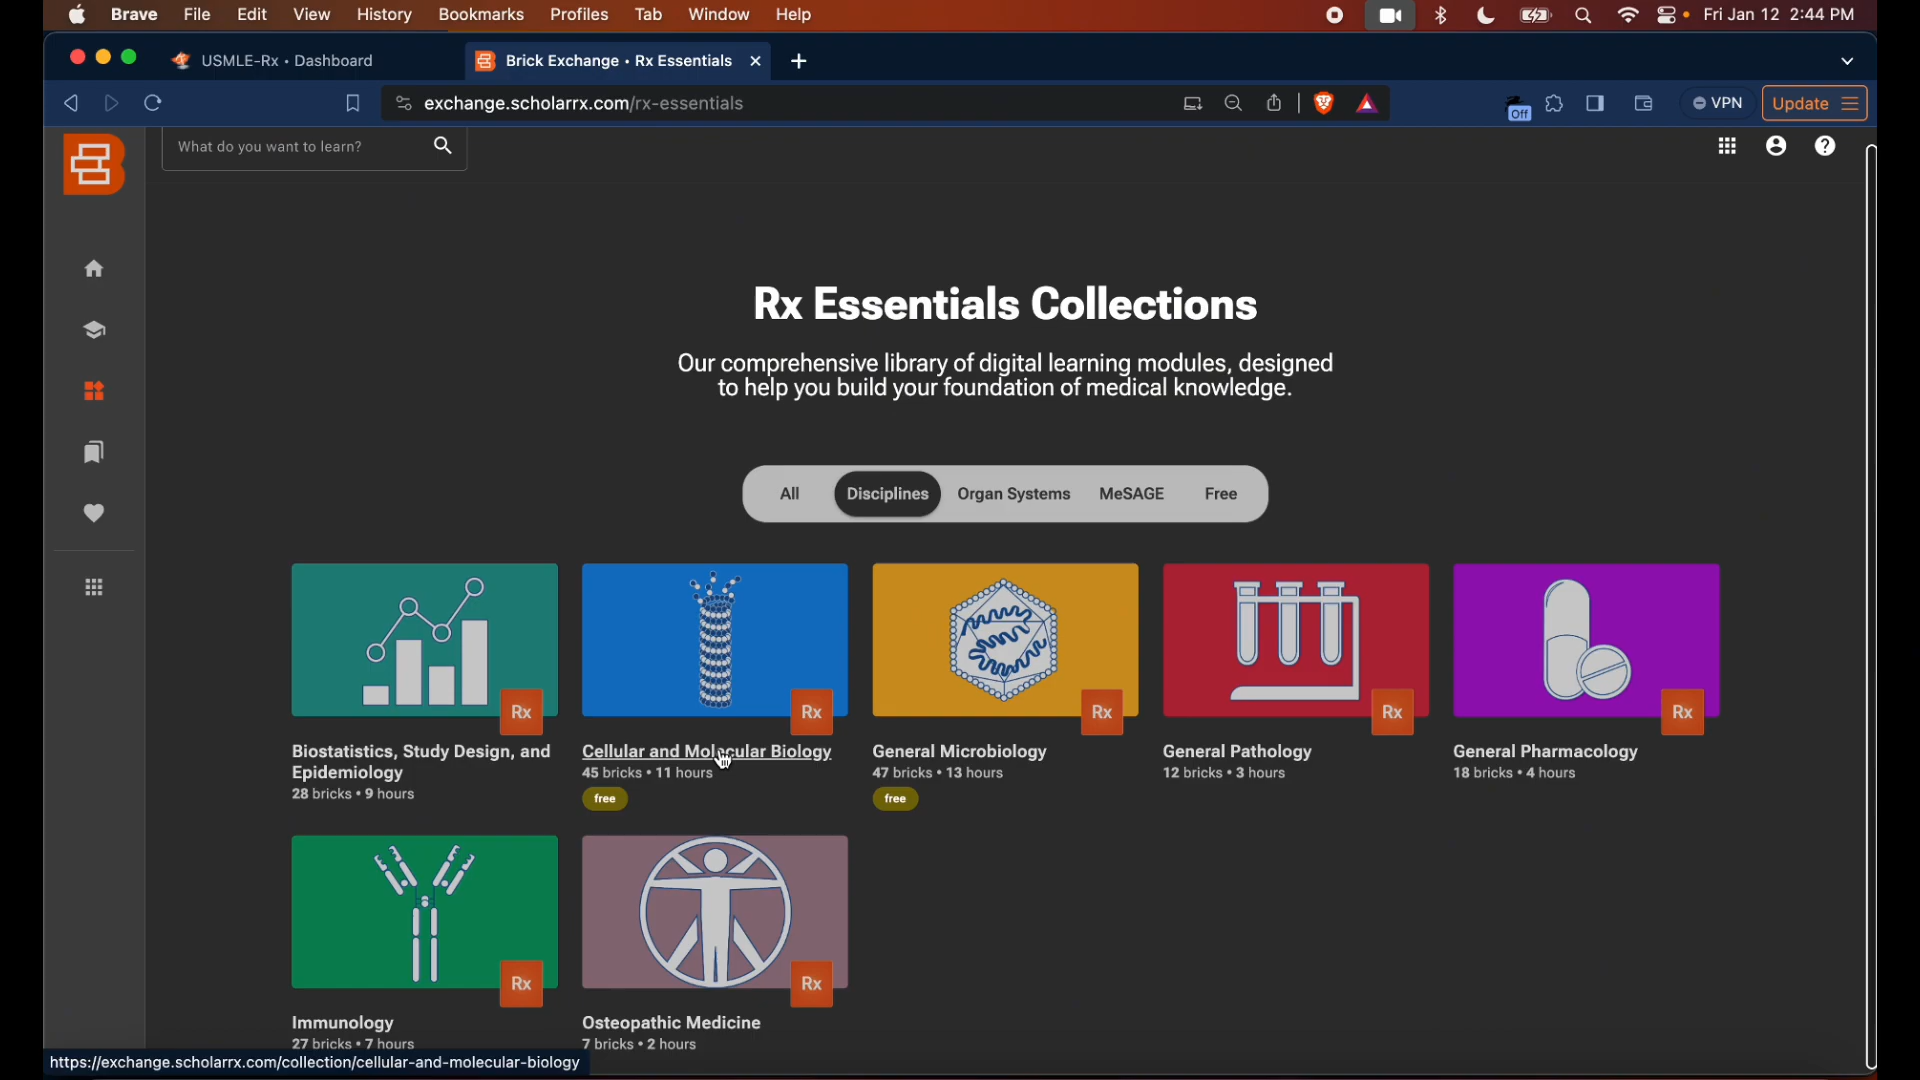 Brave File Edit View History Bookmarks Profiles Tab Window Help Fri Jan 12 2:44 PM
USMLE-Rx • Dashboard
Brick Exchange • Rx Essentials
exchange.scholarrx.com/rx-essentials
Off
VPN
Update
What do you want to learn?
Rx Essentials Collections
Our comprehensive library of digital learning modules, designed
to help you build your foundation of medical knowledge.
All Disciplines Organ Systems MeSAGE Free
Rx Rx Rx Rx Rx
Biostatistics, Study Design, and
Epidemiology
28 bricks • 9 hours
Cellular and Molecular Biology
45 bricks • 11 hours
free
General Microbiology
47 bricks • 13 hours
free
General Pathology
12 bricks • 3 hours
General Pharmacology
18 bricks • 4 hours
Rx Rx
Immunology
27 bricks • 7 hours
Osteopathic Medicine
7 bricks • 2 hours
https://exchange.scholarrx.com/collection/cellular-and-molecular-biology